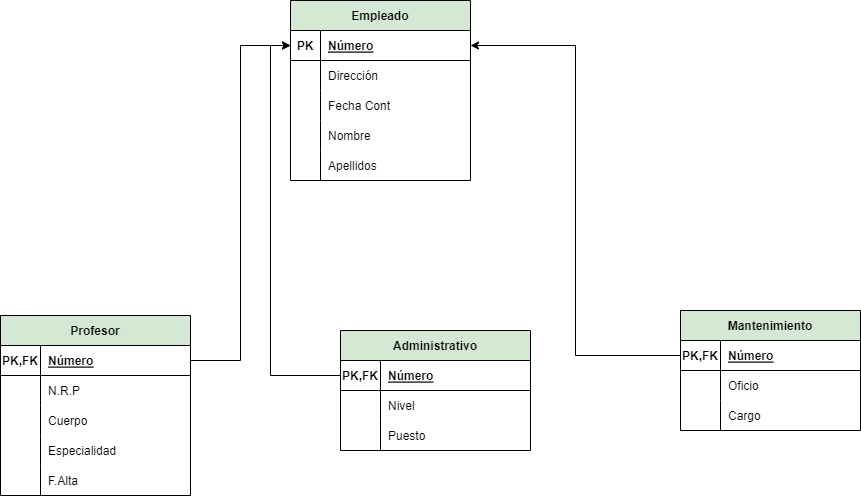 Empleado
PK Número
Dirección
Fecha Cont
Nombre
Apellidos
Profesor
PK,FK Número
N.R.P
Cuerpo
Especialidad
F.Alta
Administrativo
PK,FK Número
Nivel
Puesto
Mantenimiento
PK,FK Número
Oficio
Cargo